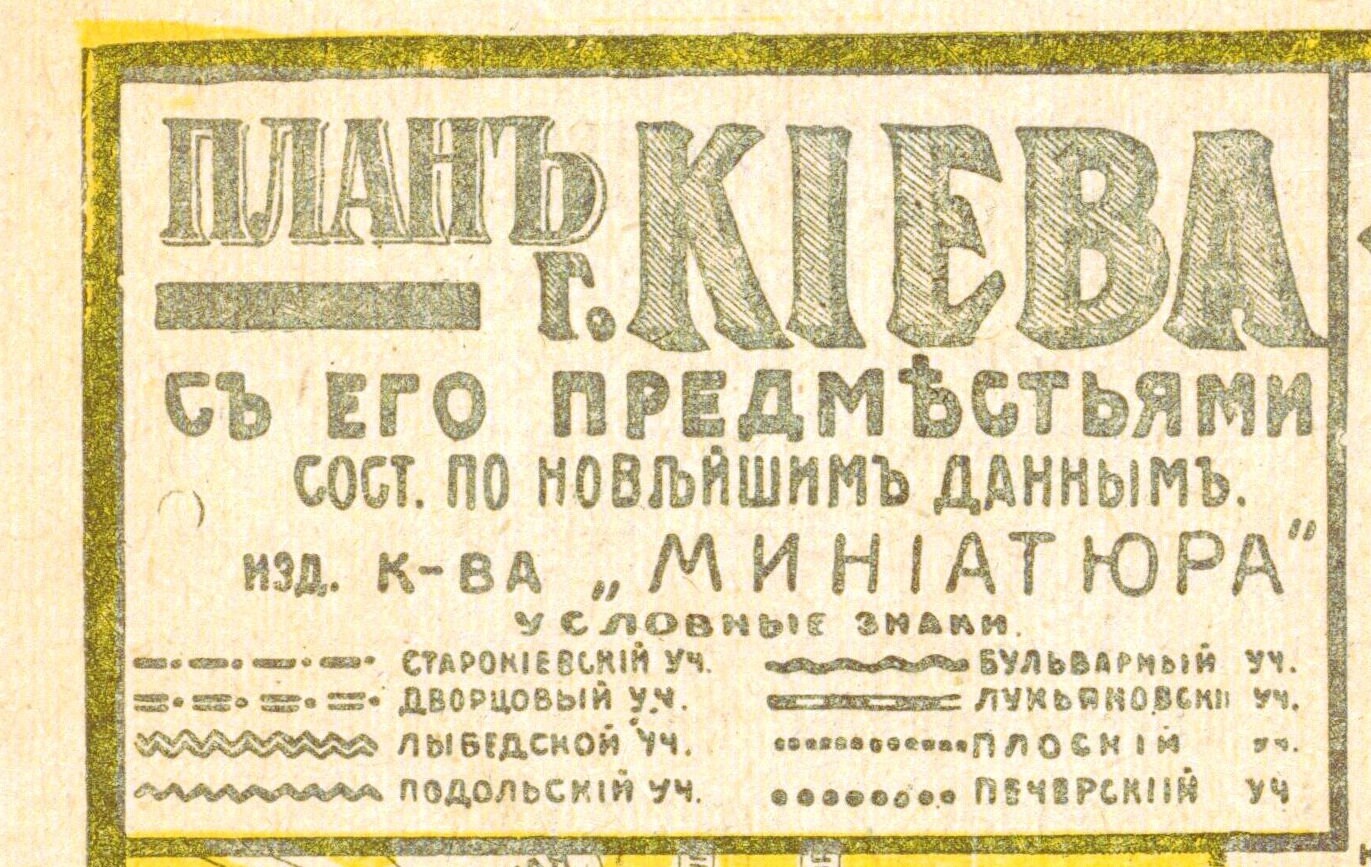 ПЛАНЪ
г. КІЕВА
СЪ ЕГО ПРЕДМѢСТЬЯМИ
СОСТ. ПО НОВѢЙШИМЪ ДАННЫМЪ.
ИЗД. К-ВА „МИНІАТЮРА"
УСЛОВНЫЕ ЗНАКИ.
СТАРОКІЕВСКІЙ УЧ.
ДВОРЦОВЫЙ УЧ.
ЛЫБЕДСКОЙ УЧ.
ПОДОЛЬСКІЙ УЧ.
БУЛЬВАРНЫЙ УЧ.
ЛУКЬЯНОВСКІЙ УЧ.
ПЛОСКІЙ УЧ.
ПЕЧЕРСКІЙ УЧ